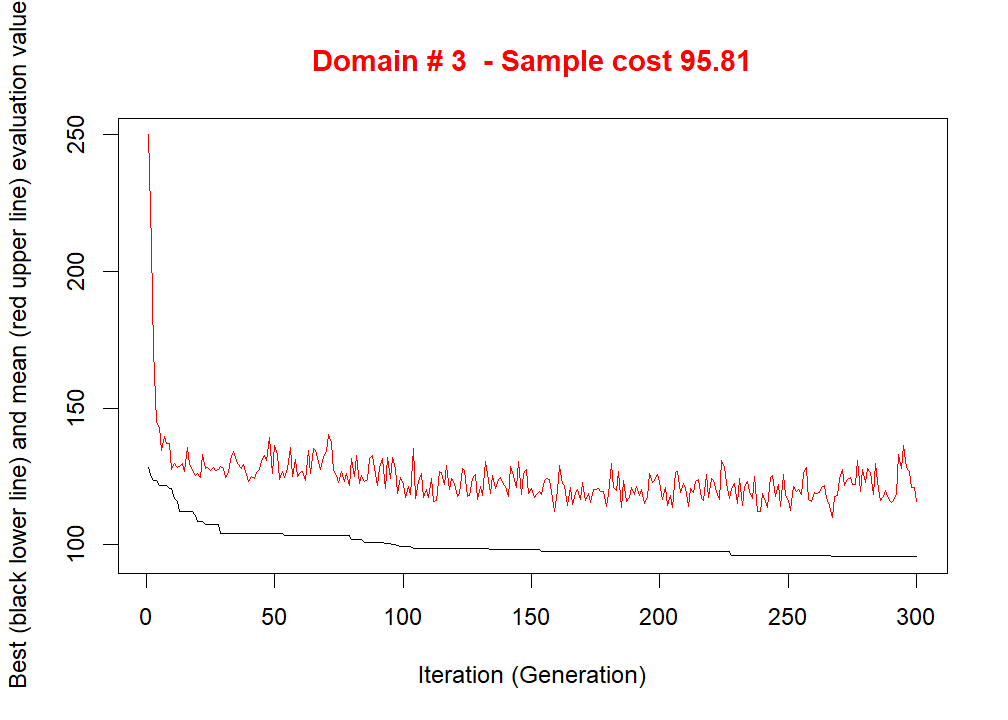 Domain # 3  - Sample cost 95.81
Best (black lower line) and mean (red upper line) evaluation value
250
200
150
100
0 50 100 150 200 250 300
Iteration (Generation)